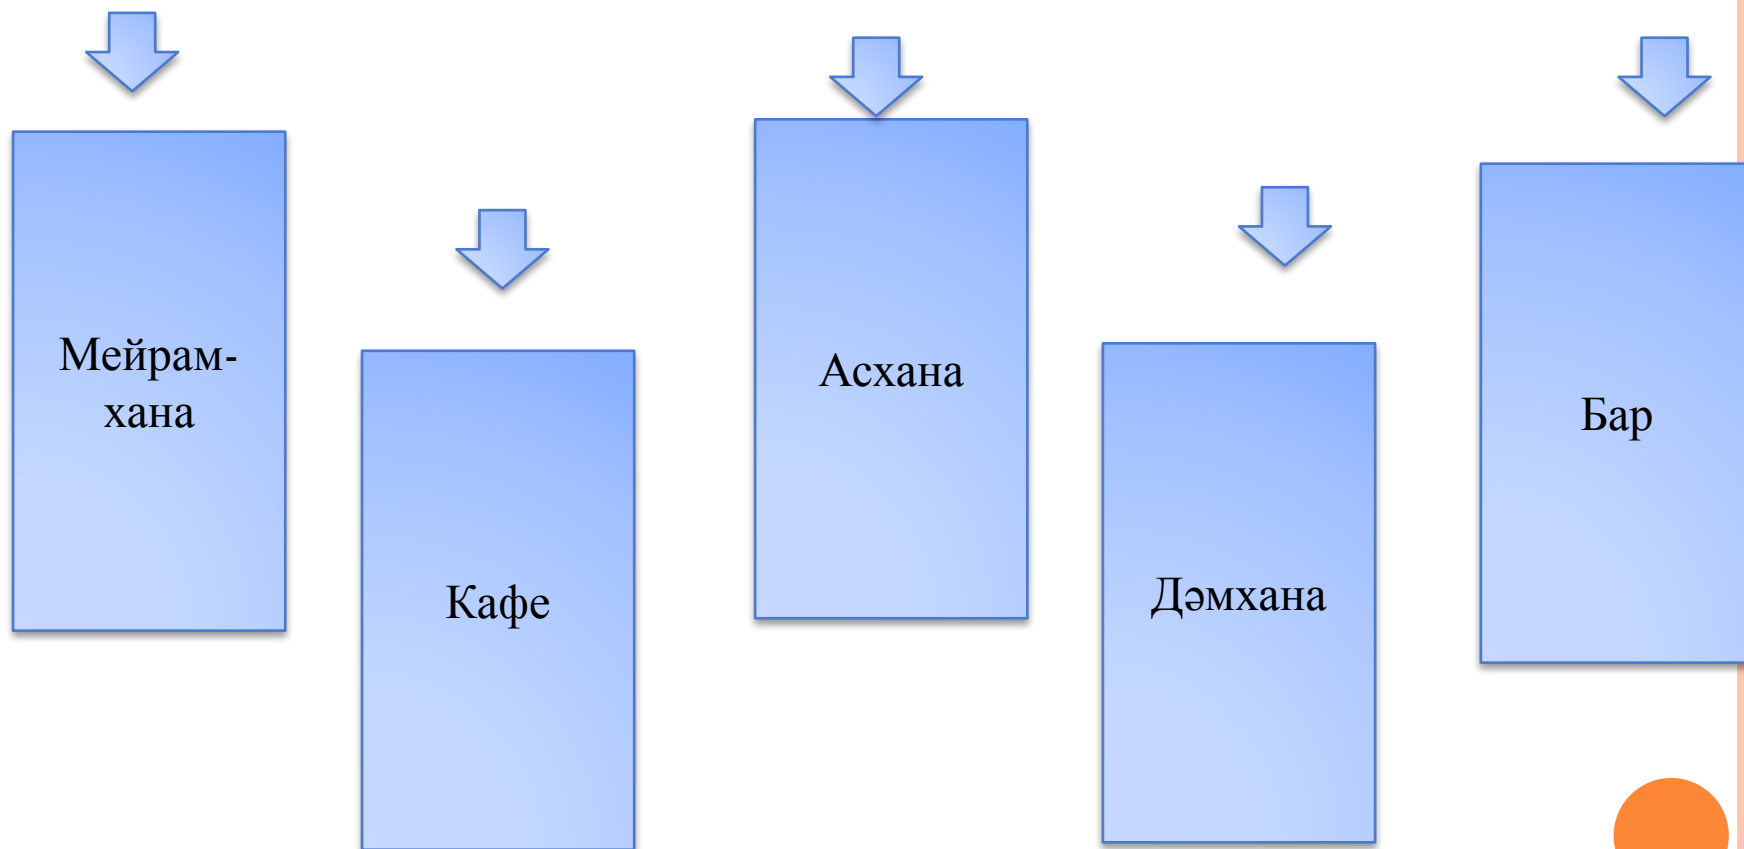 Мейрам-
хана
Кафе
Асхана
Дәмхана
Бар